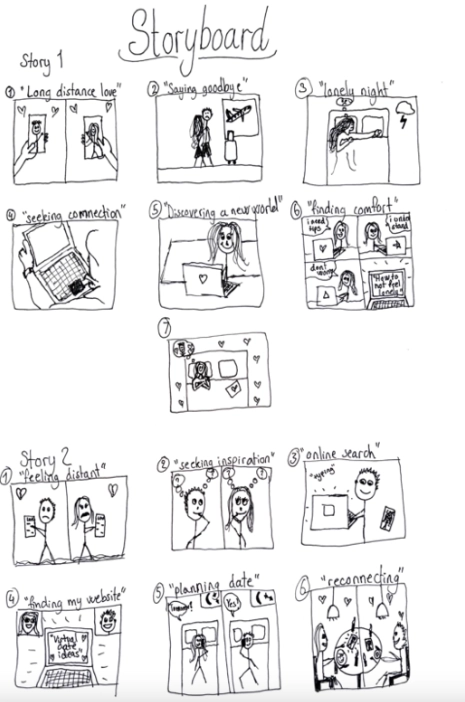 Storyboard
Story 1
① "Long distance love"
② "Saying goodbye"
③ "lonely night"
④ "seeking connection"
⑤ "Discovering a new world"
⑥ "finding comfort"
i need tips
i understand
don't worry
"How to not feel lonely"
⑦
Story 2
① "feeling distant"
② "seeking inspiration"
? ?
? ?
③ "online search"
"typing"
④ "finding my website"
"Virtual date ideas"
⑤ "planning date"
Yes!
⑥ "reconnecting"